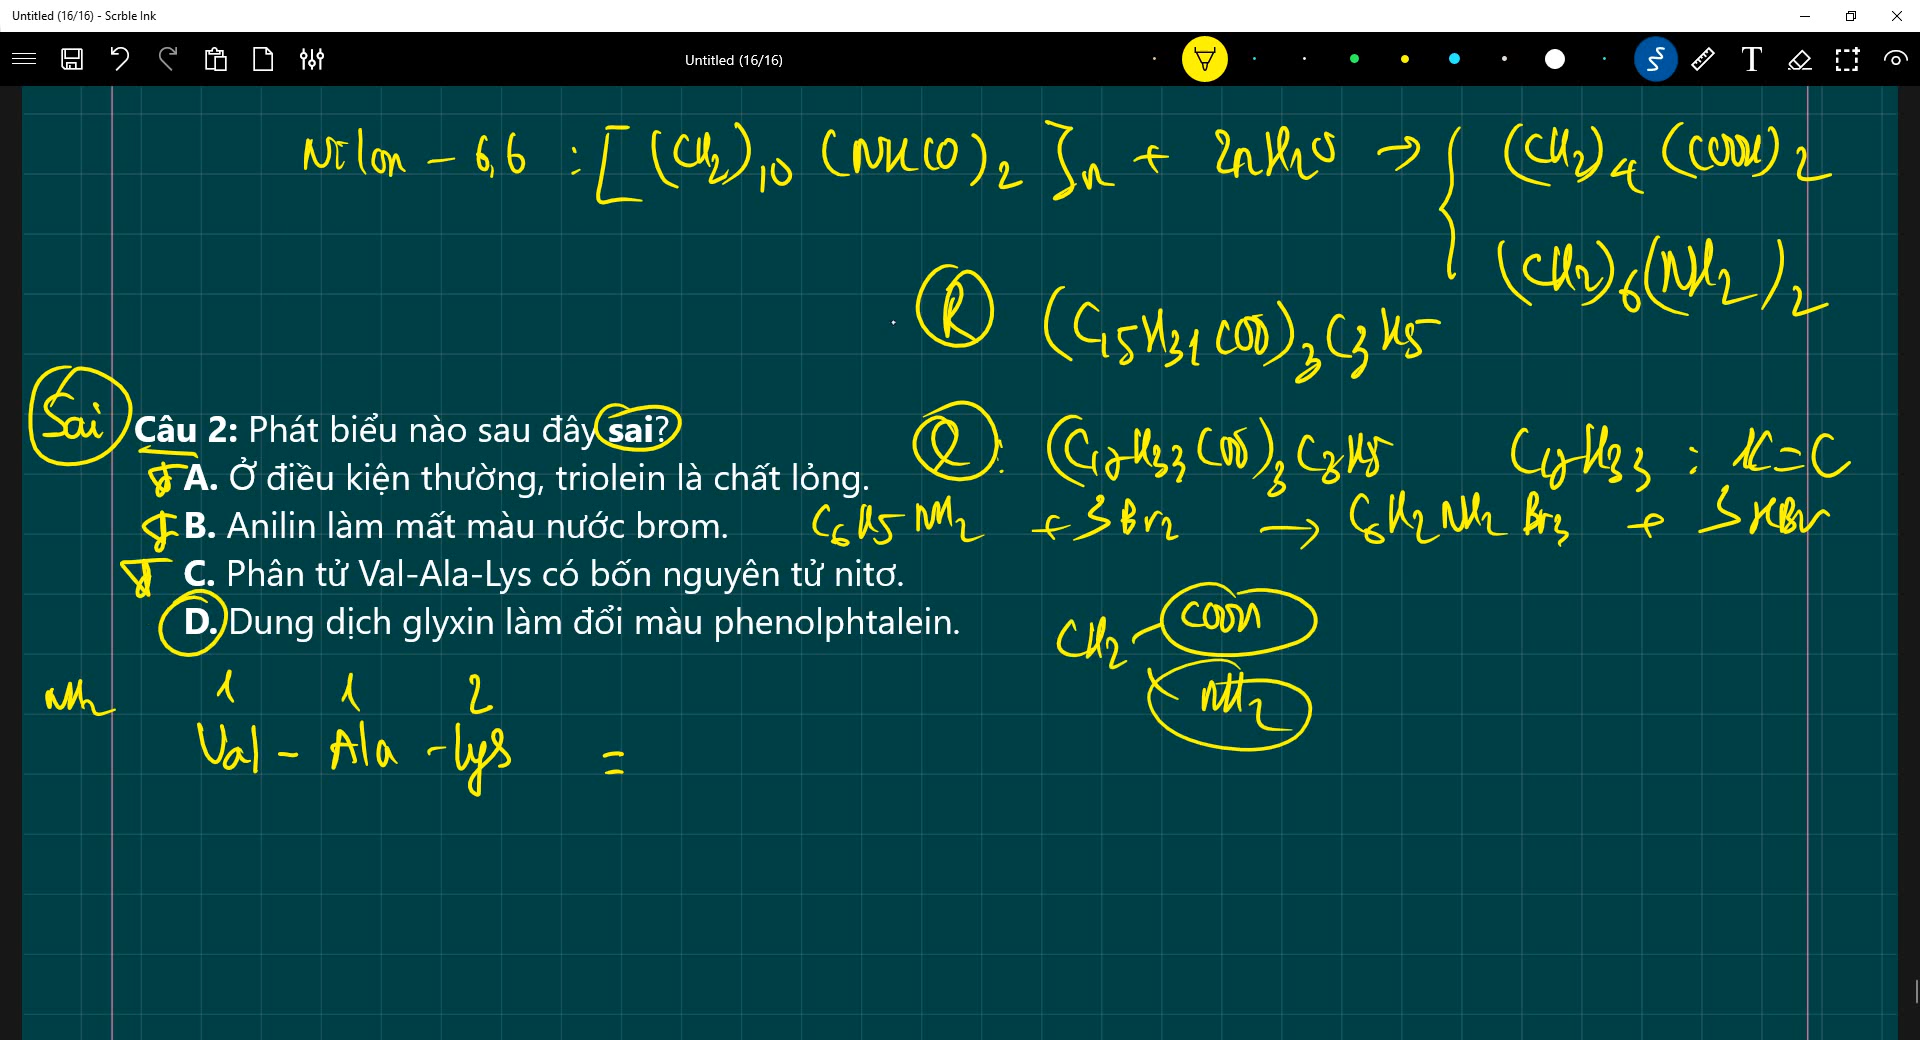 Untitled (16/16) - Scrble Ink
Untitled (16/16)
T
Nilon - 6,6 : [(CH2)10 (NHCO)2]n + 2nH2O → { (CH2)4 (COOH)2
(CH2)6(NH2)2
R (C15H31COO)3C3H5
Sai
Câu 2: Phát biểu nào sau đây sai?
L : (C17H33COO)3C3H5 C17H33 : K=C
Đ A. Ở điều kiện thường, triolein là chất lỏng.
Đ B. Anilin làm mất màu nước brom.
C6H5NH2 + 3Br2 → C6H2NH2Br3 + 3HBr
Đ C. Phân tử Val-Ala-Lys có bốn nguyên tử nitơ.
D. Dung dịch glyxin làm đổi màu phenolphtalein.
CH2 COOH
NH2
NH2 1 1 2
Val - Ala - Lys =